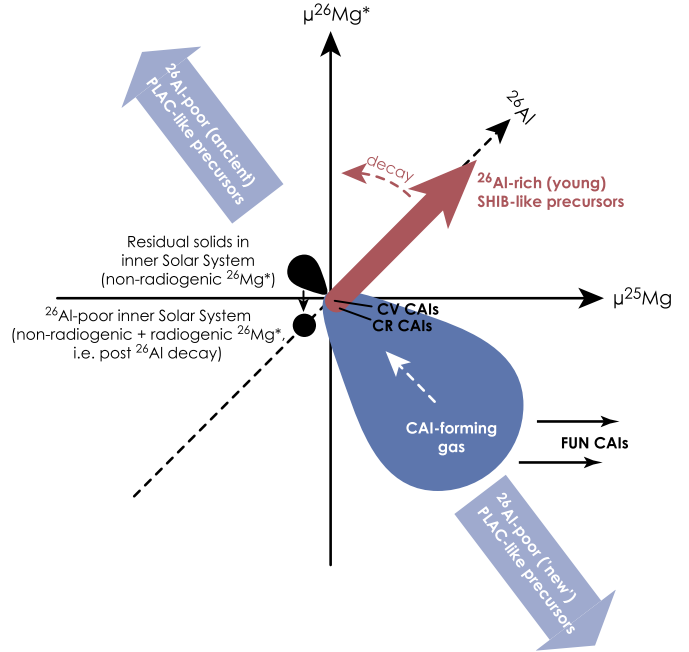 μ²⁶Mg*
²⁶Al-poor (ancient)
PLAC-like precursors
²⁶Al
decay
²⁶Al-rich (young)
SHIB-like precursors
Residual solids in
inner Solar System
(non-radiogenic ²⁶Mg*)
μ²⁵Mg
²⁶Al-poor inner Solar System
(non-radiogenic + radiogenic ²⁶Mg*,
i.e. post ²⁶Al decay)
CV CAIs
CR CAIs
CAI-forming
gas
FUN CAIs
²⁶Al-poor ('new')
PLAC-like precursors